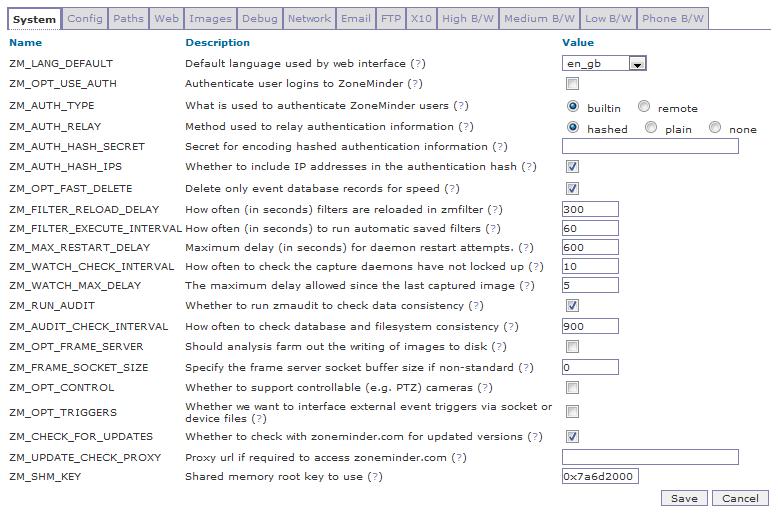 System Config Paths Web Images Debug Network Email FTP X10 High B/W Medium B/W Low B/W Phone B/W
Name Description Value
ZM_LANG_DEFAULT Default language used by web interface (?) en_gb
ZM_OPT_USE_AUTH Authenticate user logins to ZoneMinder (?)
ZM_AUTH_TYPE What is used to authenticate ZoneMinder users (?) builtin remote
ZM_AUTH_RELAY Method used to relay authentication information (?) hashed plain none
ZM_AUTH_HASH_SECRET Secret for encoding hashed authentication information (?)
ZM_AUTH_HASH_IPS Whether to include IP addresses in the authentication hash (?)
ZM_OPT_FAST_DELETE Delete only event database records for speed (?)
ZM_FILTER_RELOAD_DELAY How often (in seconds) filters are reloaded in zmfilter (?) 300
ZM_FILTER_EXECUTE_INTERVAL How often (in seconds) to run automatic saved filters (?) 60
ZM_MAX_RESTART_DELAY Maximum delay (in seconds) for daemon restart attempts. (?) 600
ZM_WATCH_CHECK_INTERVAL How often to check the capture daemons have not locked up (?) 10
ZM_WATCH_MAX_DELAY The maximum delay allowed since the last captured image (?) 5
ZM_RUN_AUDIT Whether to run zmaudit to check data consistency (?)
ZM_AUDIT_CHECK_INTERVAL How often to check database and filesystem consistency (?) 900
ZM_OPT_FRAME_SERVER Should analysis farm out the writing of images to disk (?)
ZM_FRAME_SOCKET_SIZE Specify the frame server socket buffer size if non-standard (?) 0
ZM_OPT_CONTROL Whether to support controllable (e.g. PTZ) cameras (?)
ZM_OPT_TRIGGERS Whether we want to interface external event triggers via socket or
device files (?)
ZM_CHECK_FOR_UPDATES Whether to check with zoneminder.com for updated versions (?)
ZM_UPDATE_CHECK_PROXY Proxy url if required to access zoneminder.com (?)
ZM_SHM_KEY Shared memory root key to use (?) 0x7a6d2000
Save Cancel